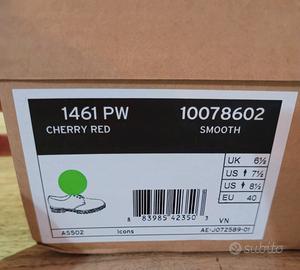 1461 PW 10078602
CHERRY RED SMOOTH
UK 6½
US 7½
US 8½
EU 40
8 83985 42350
VN
AS502 Icons AE-J072589-01
subito